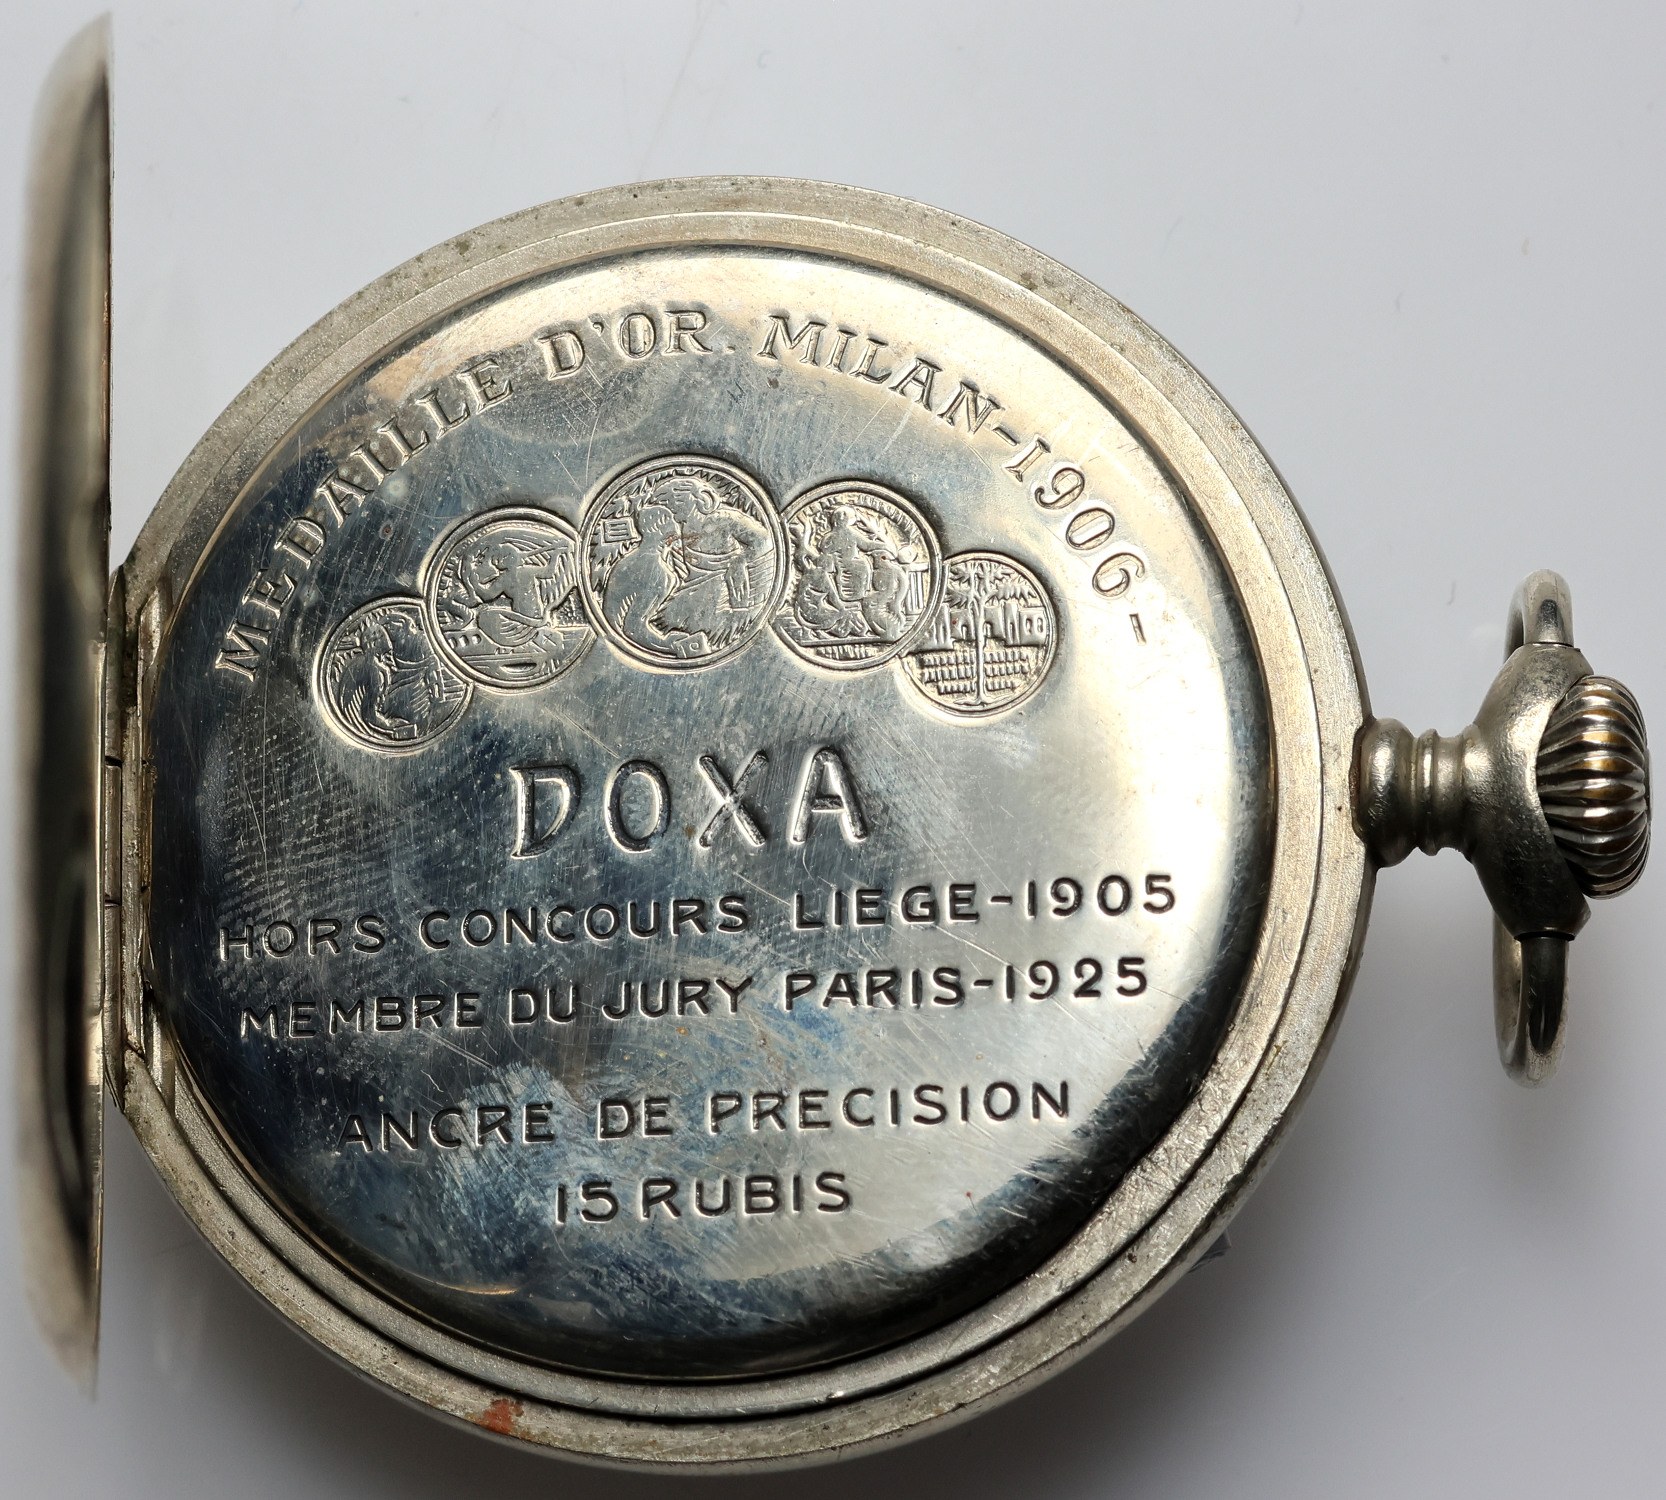 MEDAILLE D'OR MILAN-1906-
DOXA
HORS CONCOURS LIEGE-1905
MEMBRE DU JURY PARIS-1925
ANCRE DE PRECISION
15 RUBIS